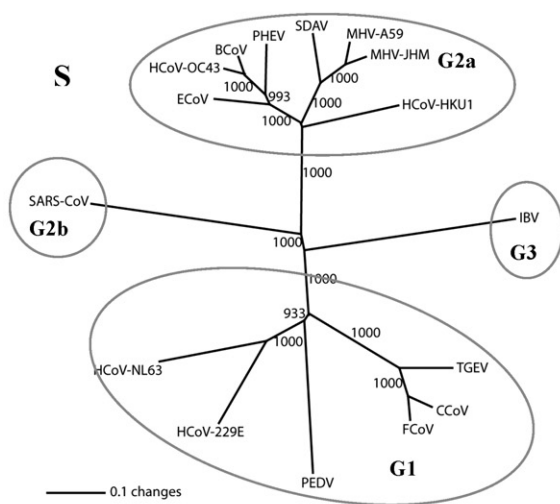 SDAV
PHEV
MHV-A59
BCoV
G2a
MHV-JHM
HCoV-OC43
S
1000
1000
993
ECoV
1000
HCoV-HKU1
1000
1000
SARS-CoV
IBV
G2b
1000
G3
1000
933
1000
1000
HCoV-NL63
TGEV
1000
CCoV
HCoV-229E
FCoV
G1
PEDV
0.1 changes